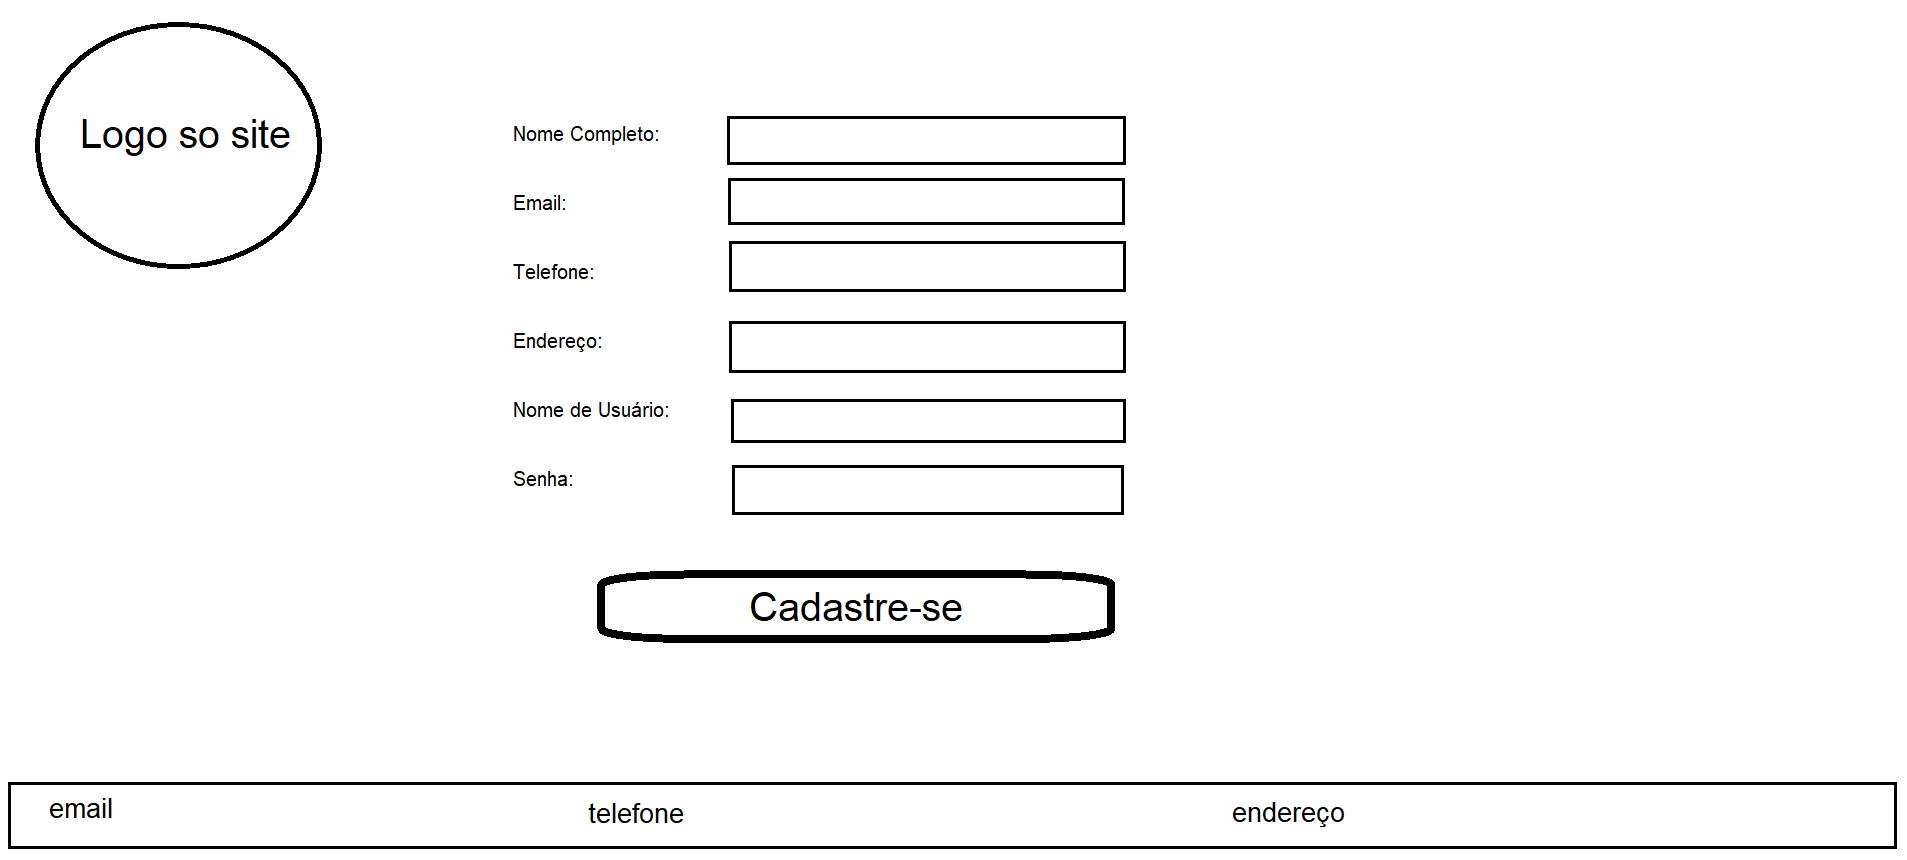 Logo so site
Nome Completo:
Email:
Telefone:
Endereço:
Nome de Usuário:
Senha:
Cadastre-se
email
telefone
endereço